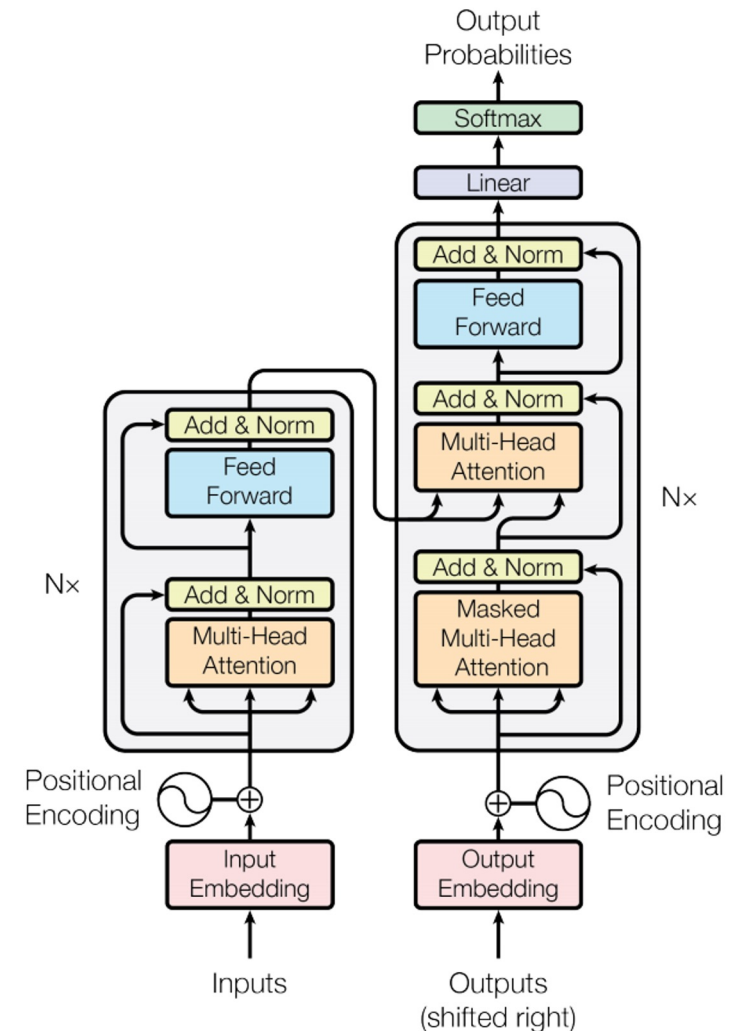 Output
Probabilities
Softmax
Linear
Add & Norm
Feed
Forward
Add & Norm
Multi-Head
Attention
Add & Norm
Masked
Multi-Head
Attention
N×
Add & Norm
Feed
Forward
Add & Norm
Multi-Head
Attention
N×
Positional
Encoding
Positional
Encoding
Input
Embedding
Output
Embedding
Inputs
Outputs
(shifted right)